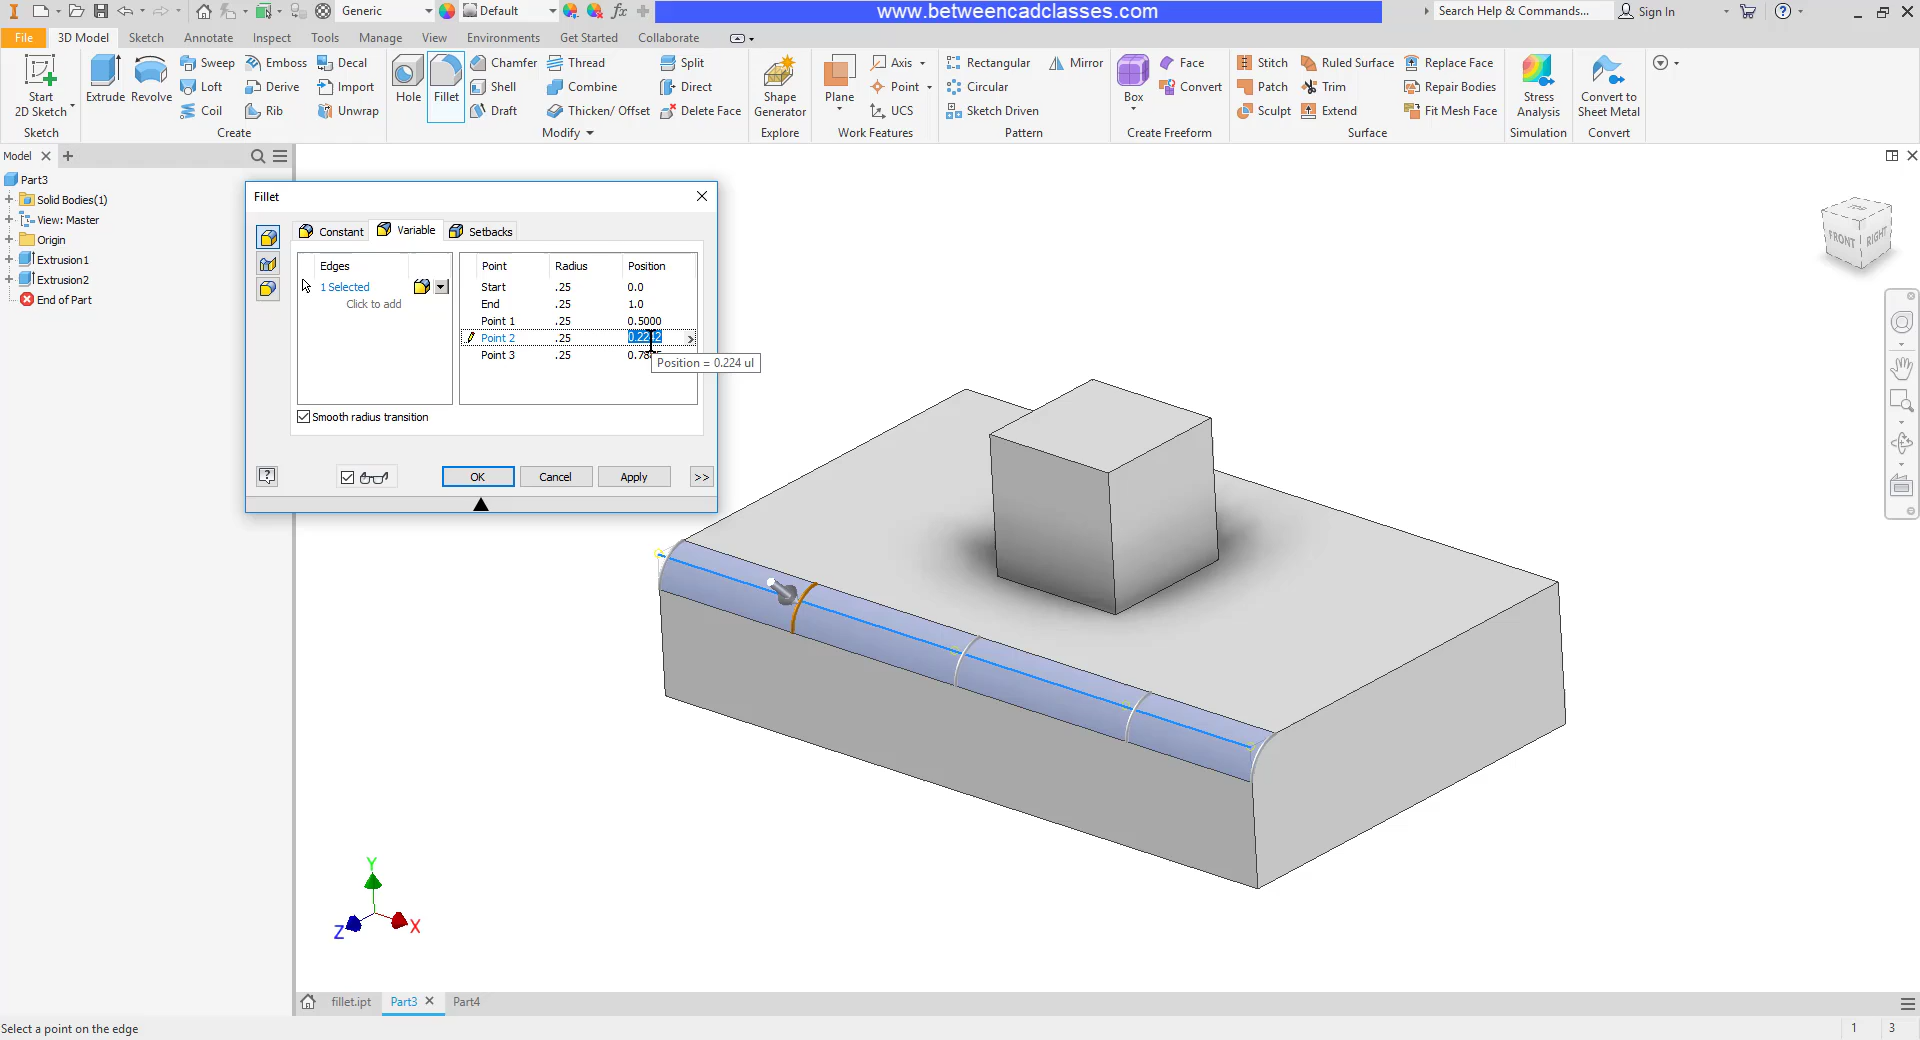 Generic
Default
fx
www.betweencadclasses.com
Search Help & Commands...
Sign In
File
3D Model
Sketch
Annotate
Inspect
Tools
Manage
View
Environments
Get Started
Collaborate
Start
2D Sketch
Sketch
Extrude
Revolve
Sweep
Loft
Coil
Emboss
Derive
Rib
Decal
Import
Unwrap
Create
Hole
Fillet
Chamfer
Shell
Draft
Thread
Combine
Thicken/ Offset
Split
Direct
Delete Face
Modify
Shape
Generator
Explore
Plane
Axis
Point
UCS
Work Features
Rectangular
Circular
Sketch Driven
Mirror
Pattern
Box
Face
Convert
Create Freeform
Stitch
Patch
Sculpt
Ruled Surface
Trim
Extend
Replace Face
Repair Bodies
Fit Mesh Face
Surface
Stress
Analysis
Simulation
Convert to
Sheet Metal
Convert
Model
Part3
Solid Bodies(1)
View: Master
Origin
Extrusion1
Extrusion2
End of Part
Fillet
Constant
Variable
Setbacks
Edges
1 Selected
Click to add
Point Radius Position
Start .25 0.0
End .25 1.0
Point 1 .25 0.5000
Point 2 .25
Point 3 .25
Position = 0.224 ul
Smooth radius transition
OK
Cancel
Apply
>>
TOP
FRONT
RIGHT
Y
Z
X
fillet.ipt
Part3
Part4
Select a point on the edge
1
3